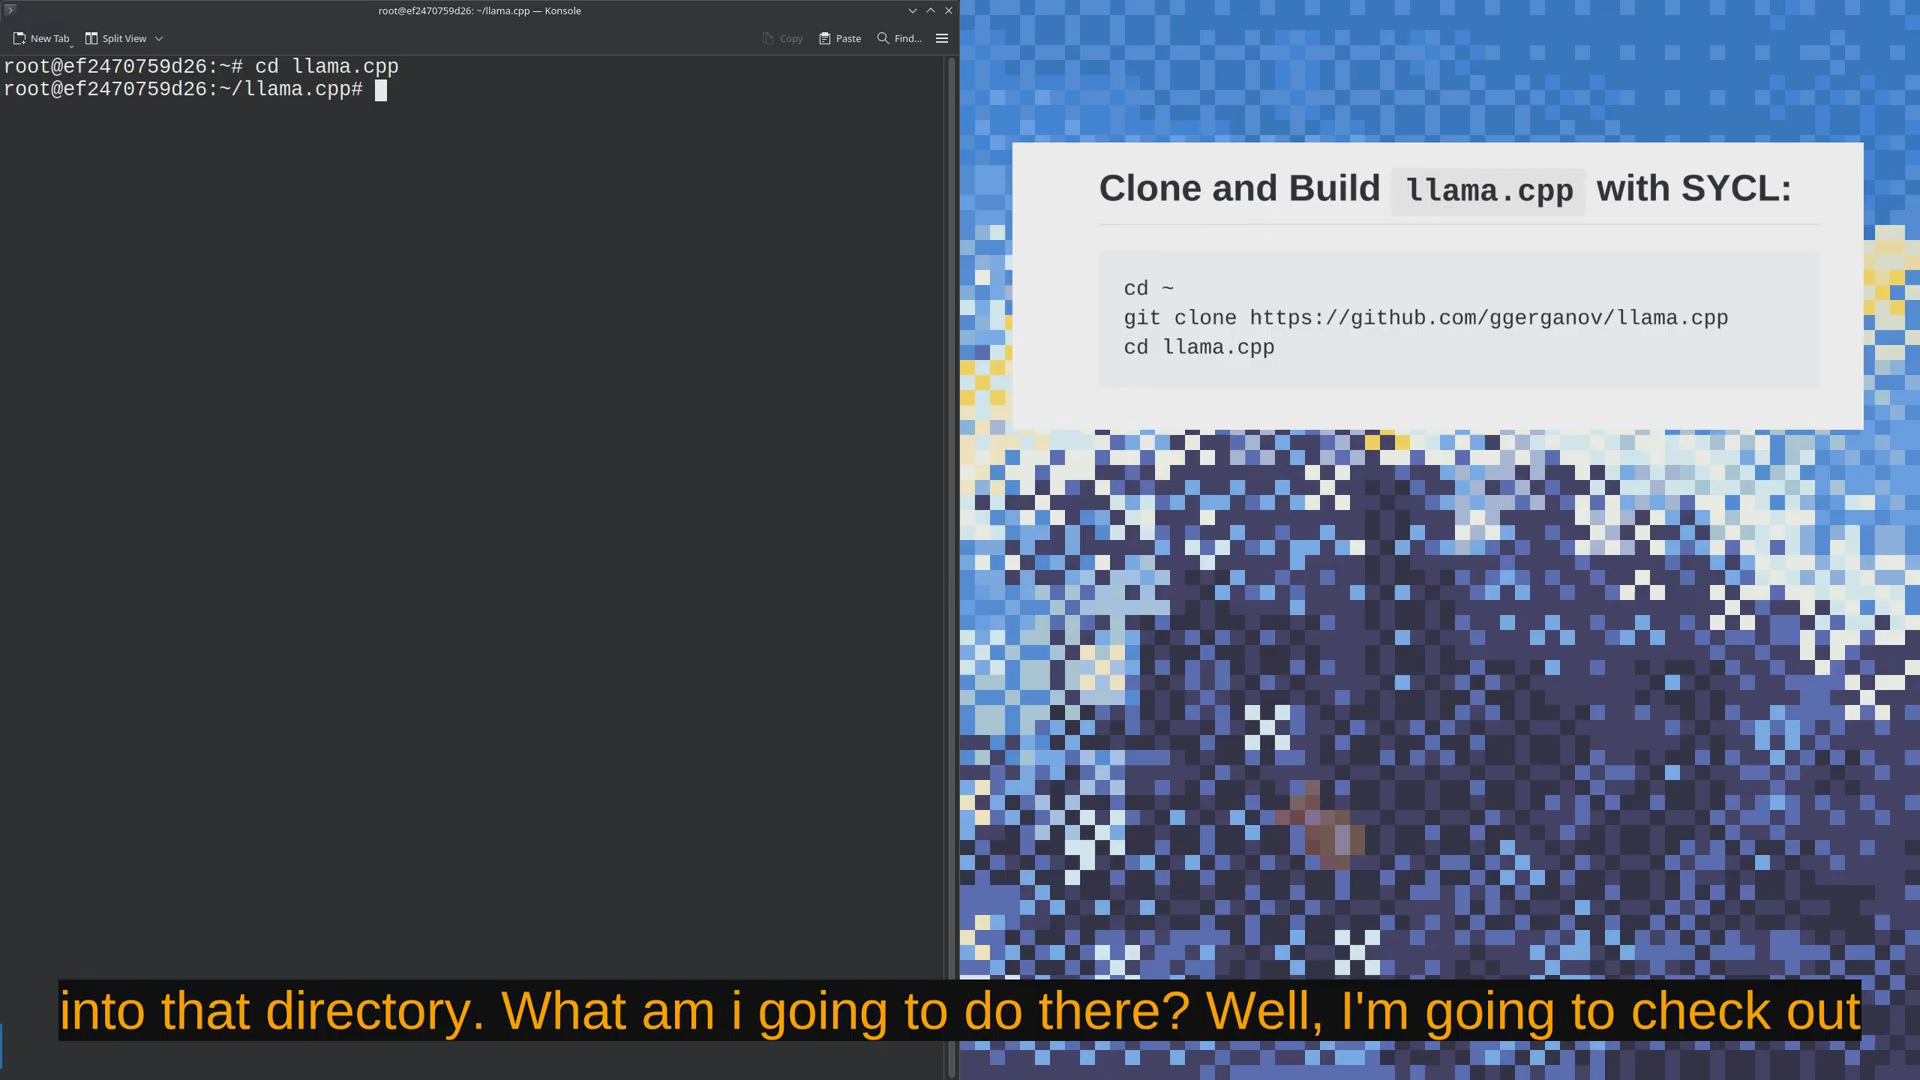 root@ef2470759d26: ~/llama.cpp — Konsole
New Tab
Split View
Copy
Paste
Find...
root@ef2470759d26:~# cd llama.cpp
root@ef2470759d26:~/llama.cpp#
Clone and Build llama.cpp with SYCL:
cd ~
git clone https://github.com/ggerganov/llama.cpp
cd llama.cpp
into that directory. What am i going to do there? Well, I'm going to check out